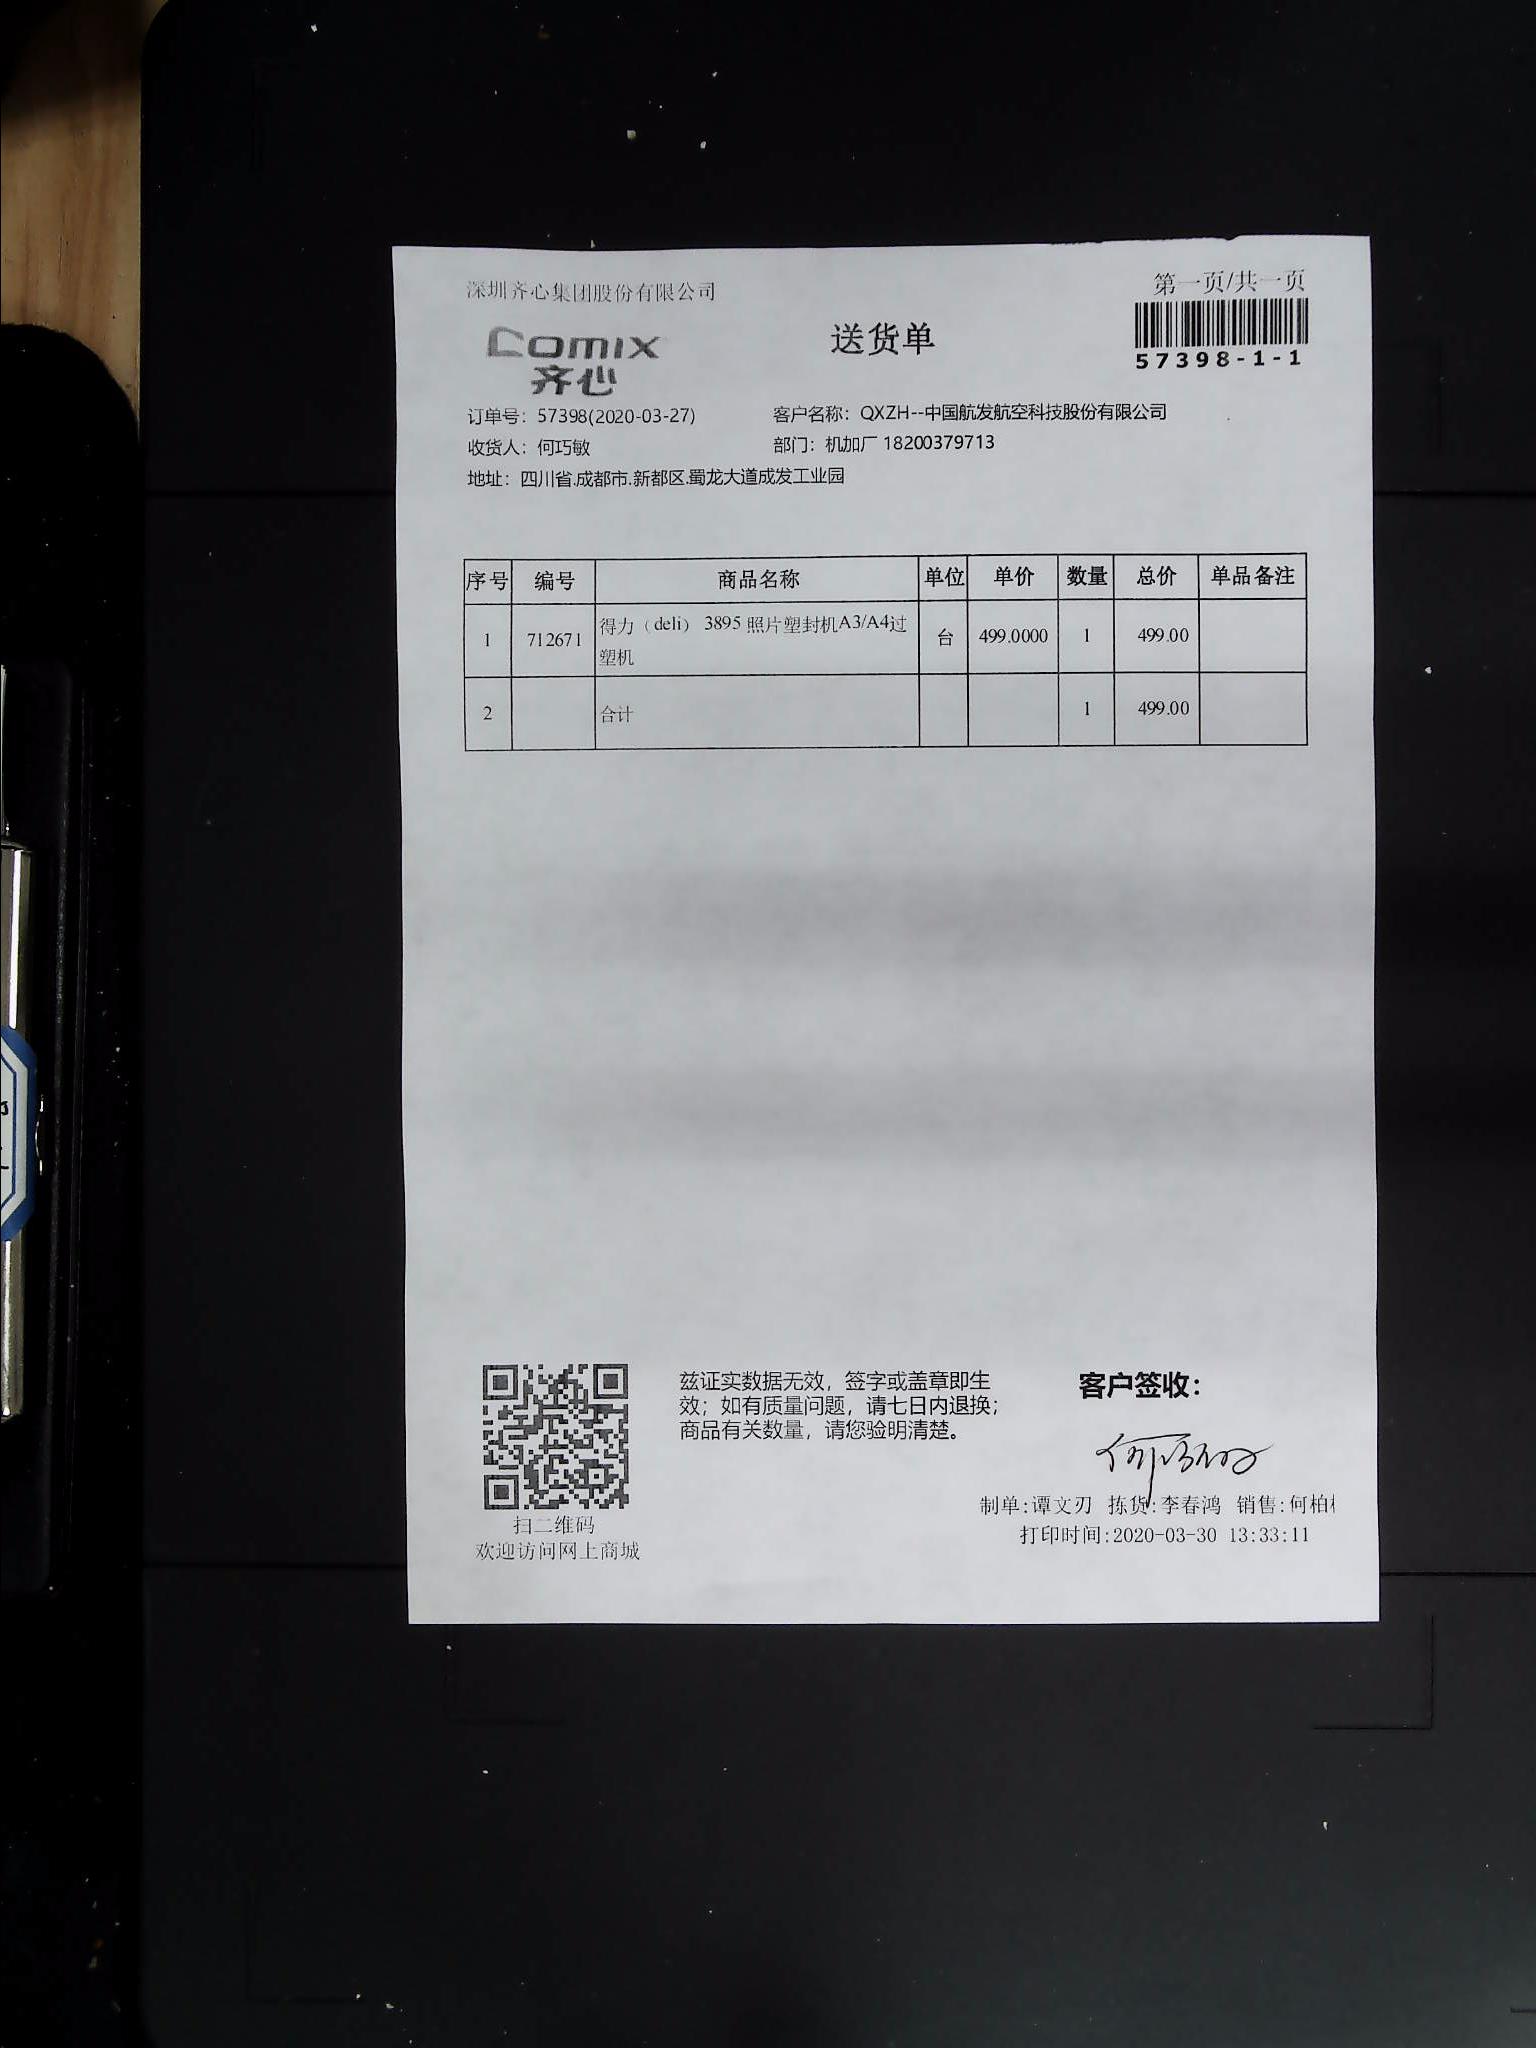 深圳齐心集团股份有限公司
第一页/共一页
comix
齐心
送货单
57398-1-1
订单号：57398(2020-03-27)
客户名称：QXZH--中国航发航空科技股份有限公司
收货人：何巧敏
部门：机加厂 18200379713
地址：四川省.成都市.新都区.蜀龙大道成发工业园
序号 编号 商品名称 单位 单价 数量 总价 单品备注
1 712671 得力（deli） 3895 照片塑封机A3/A4过 台 499.0000 1 499.00
塑机
2 合计 1 499.00
兹证实数据无效，签字或盖章即生
效；如有质量问题，请七日内退换；
商品有关数量，请您验明清楚。
客户签收：
何巧敏
扫二维码
欢迎访问网上商城
制单:谭文刃 拣货:李春鸿 销售:何柏
打印时间:2020-03-30 13:33:11